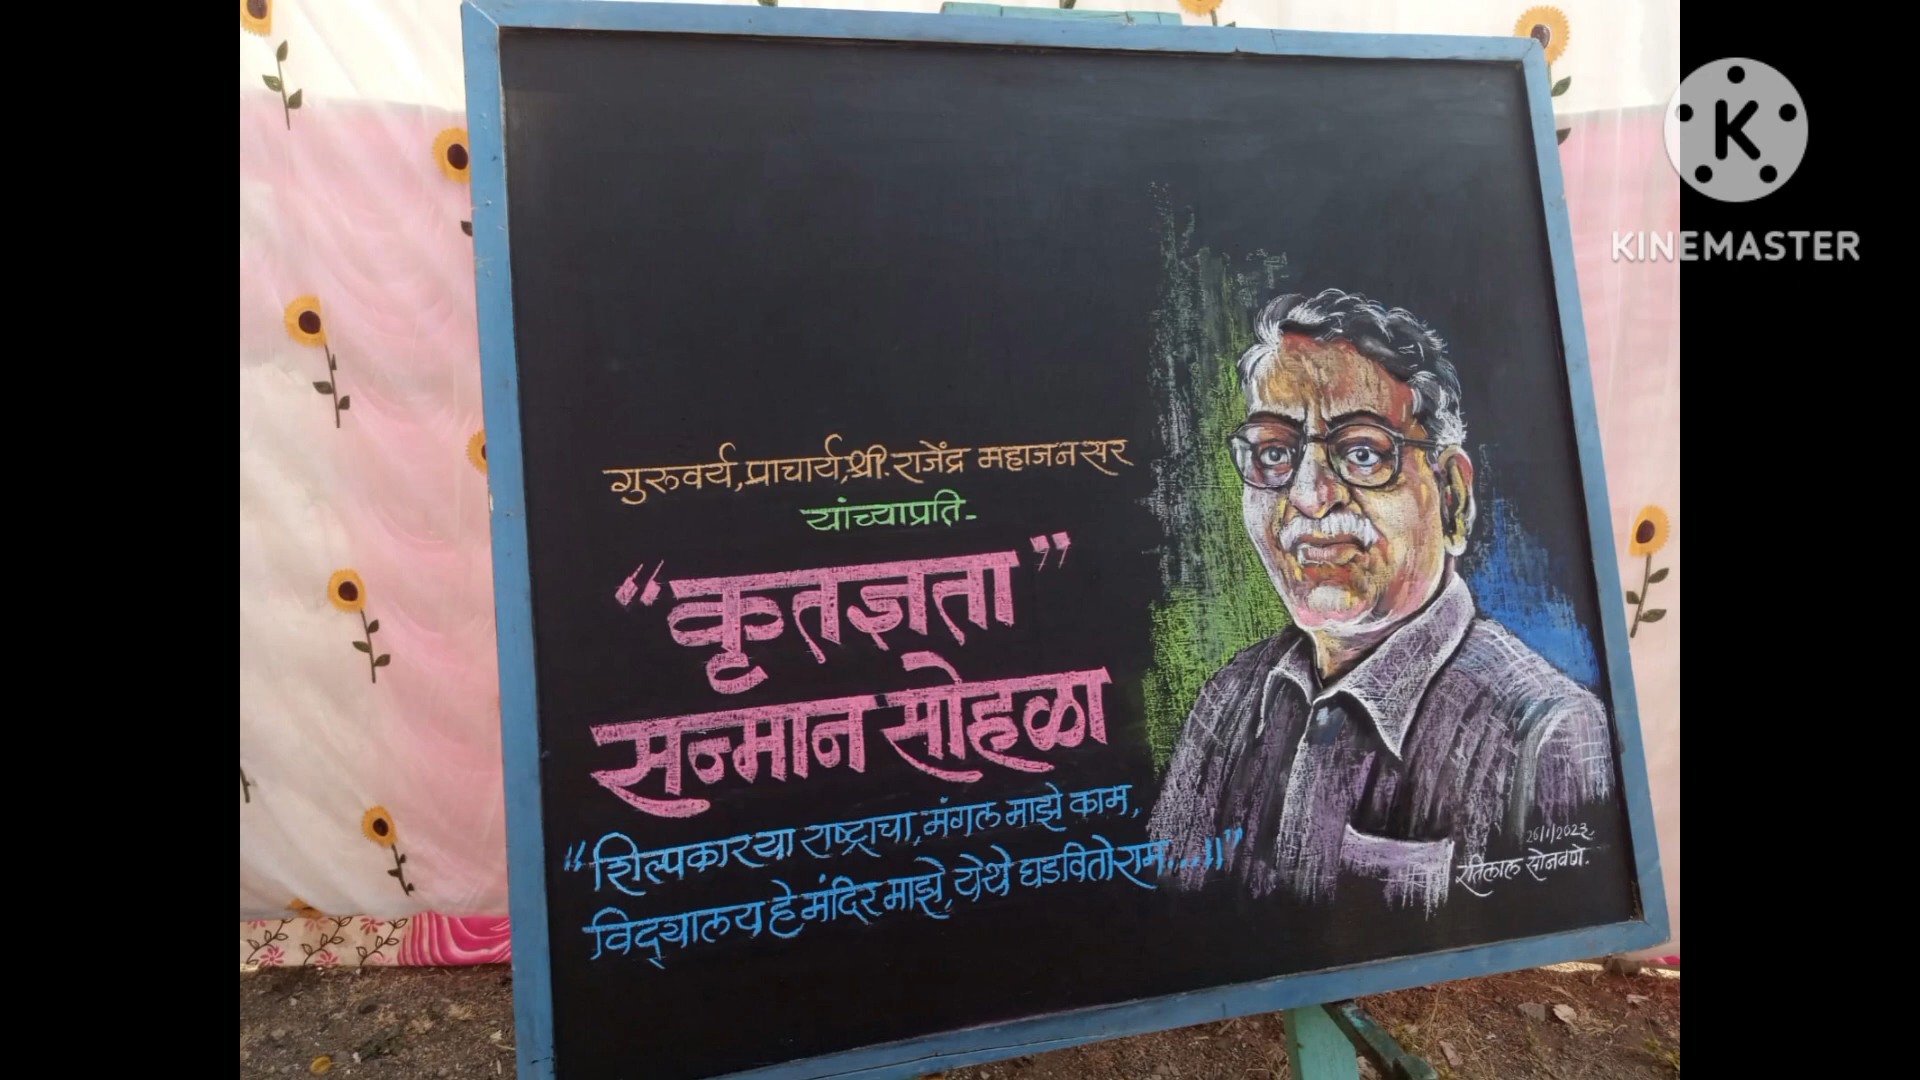 गुरुवर्य, प्राचार्य, श्री. राजेंद्र महाजन सर
यांच्याप्रति-
"कृतज्ञता"
सन्मान सोहळा
"शिल्पकार या राष्ट्राचा, मंगल माझे काम,
विद्यालय हे मंदिर माझे, येथे घडवितो राम...॥"
26/1/2023.
रतिलाल सोनवणे.
K
KINEMASTER